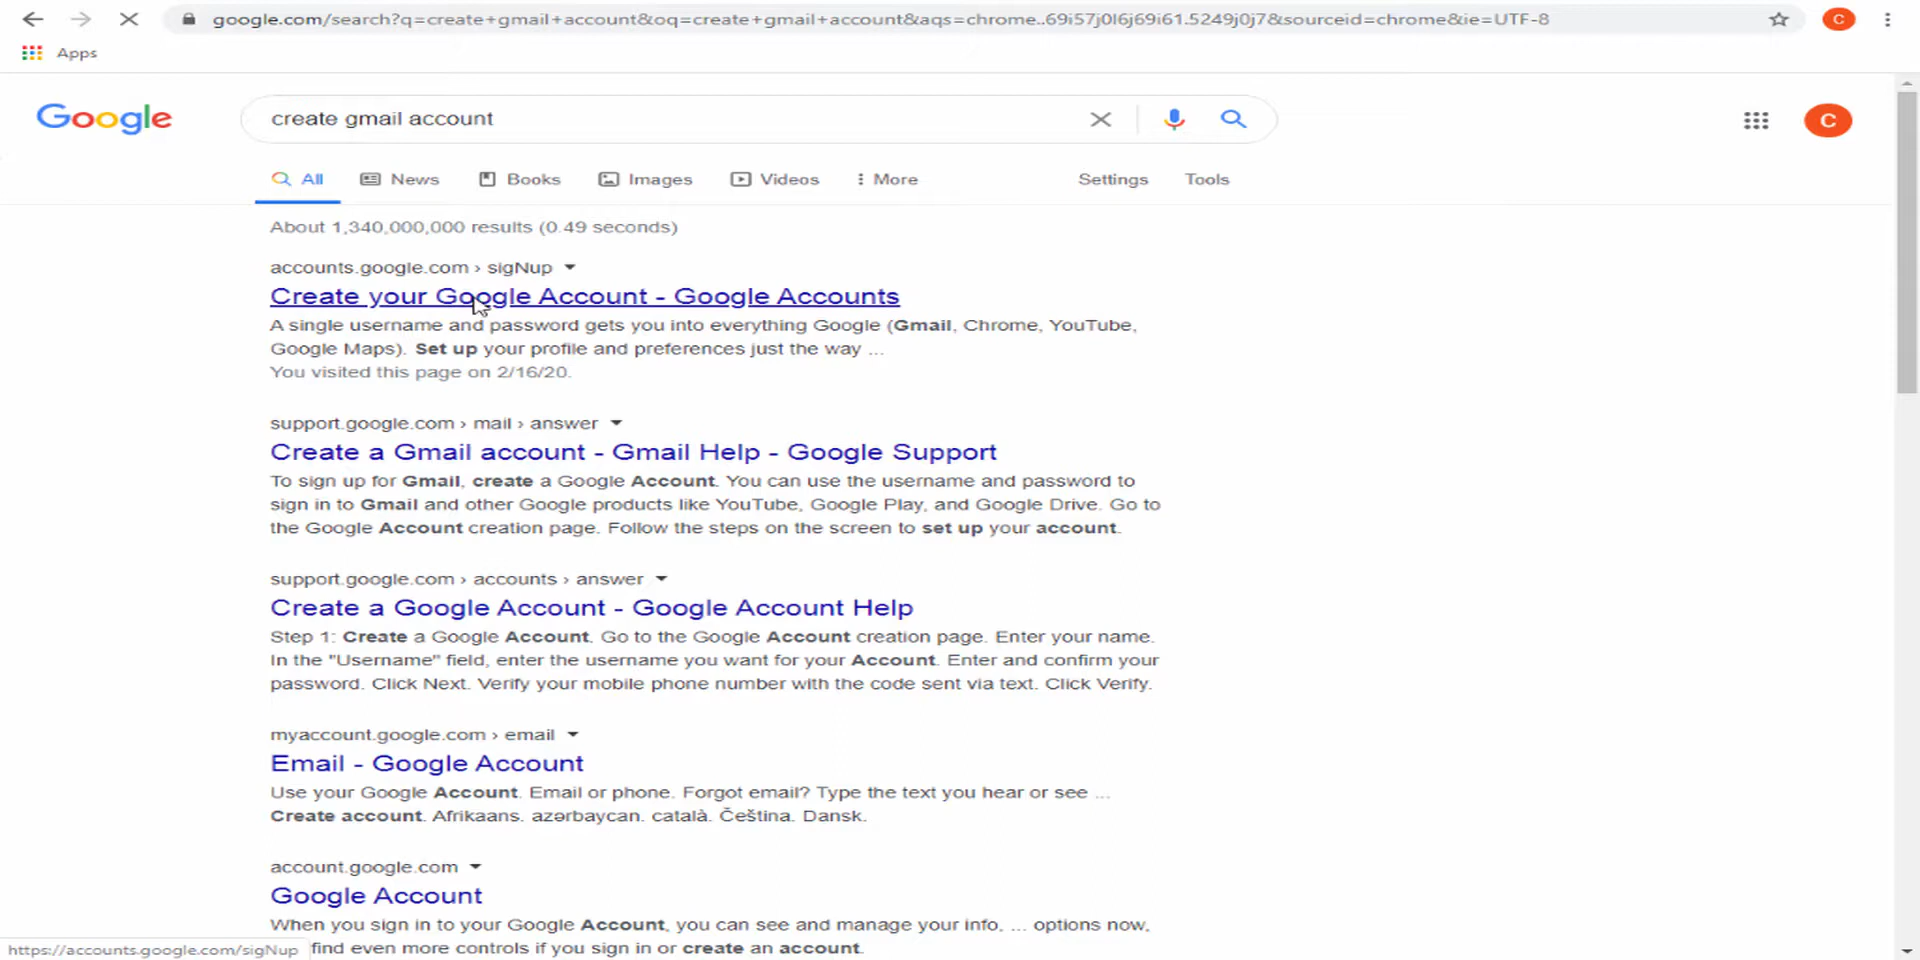 google.com/search?q=create+gmail+account&oq=create+gmail+account&aqs=chrome..69i57j0l6j69i61.5249j0j7&sourceid=chrome&ie=UTF-8
C
Apps
Google
create gmail account
C
All
News
Books
Images
Videos
More
Settings
Tools
About 1,340,000,000 results (0.49 seconds)
accounts.google.com › sigNup
Create your Google Account - Google Accounts
A single username and password gets you into everything Google (Gmail, Chrome, YouTube,
Google Maps). Set up your profile and preferences just the way ...
You visited this page on 2/16/20.
support.google.com › mail › answer
Create a Gmail account - Gmail Help - Google Support
To sign up for Gmail, create a Google Account. You can use the username and password to
sign in to Gmail and other Google products like YouTube, Google Play, and Google Drive. Go to
the Google Account creation page. Follow the steps on the screen to set up your account.
support.google.com › accounts › answer
Create a Google Account - Google Account Help
Step 1: Create a Google Account. Go to the Google Account creation page. Enter your name.
In the "Username" field, enter the username you want for your Account. Enter and confirm your
password. Click Next. Verify your mobile phone number with the code sent via text. Click Verify.
myaccount.google.com › email
Email - Google Account
Use your Google Account. Email or phone. Forgot email? Type the text you hear or see ...
Create account. Afrikaans. azərbaycan. català. Čeština. Dansk.
account.google.com
Google Account
When you sign in to your Google Account, you can see and manage your info, ... options now,
find even more controls if you sign in or create an account.
https://accounts.google.com/sigNup